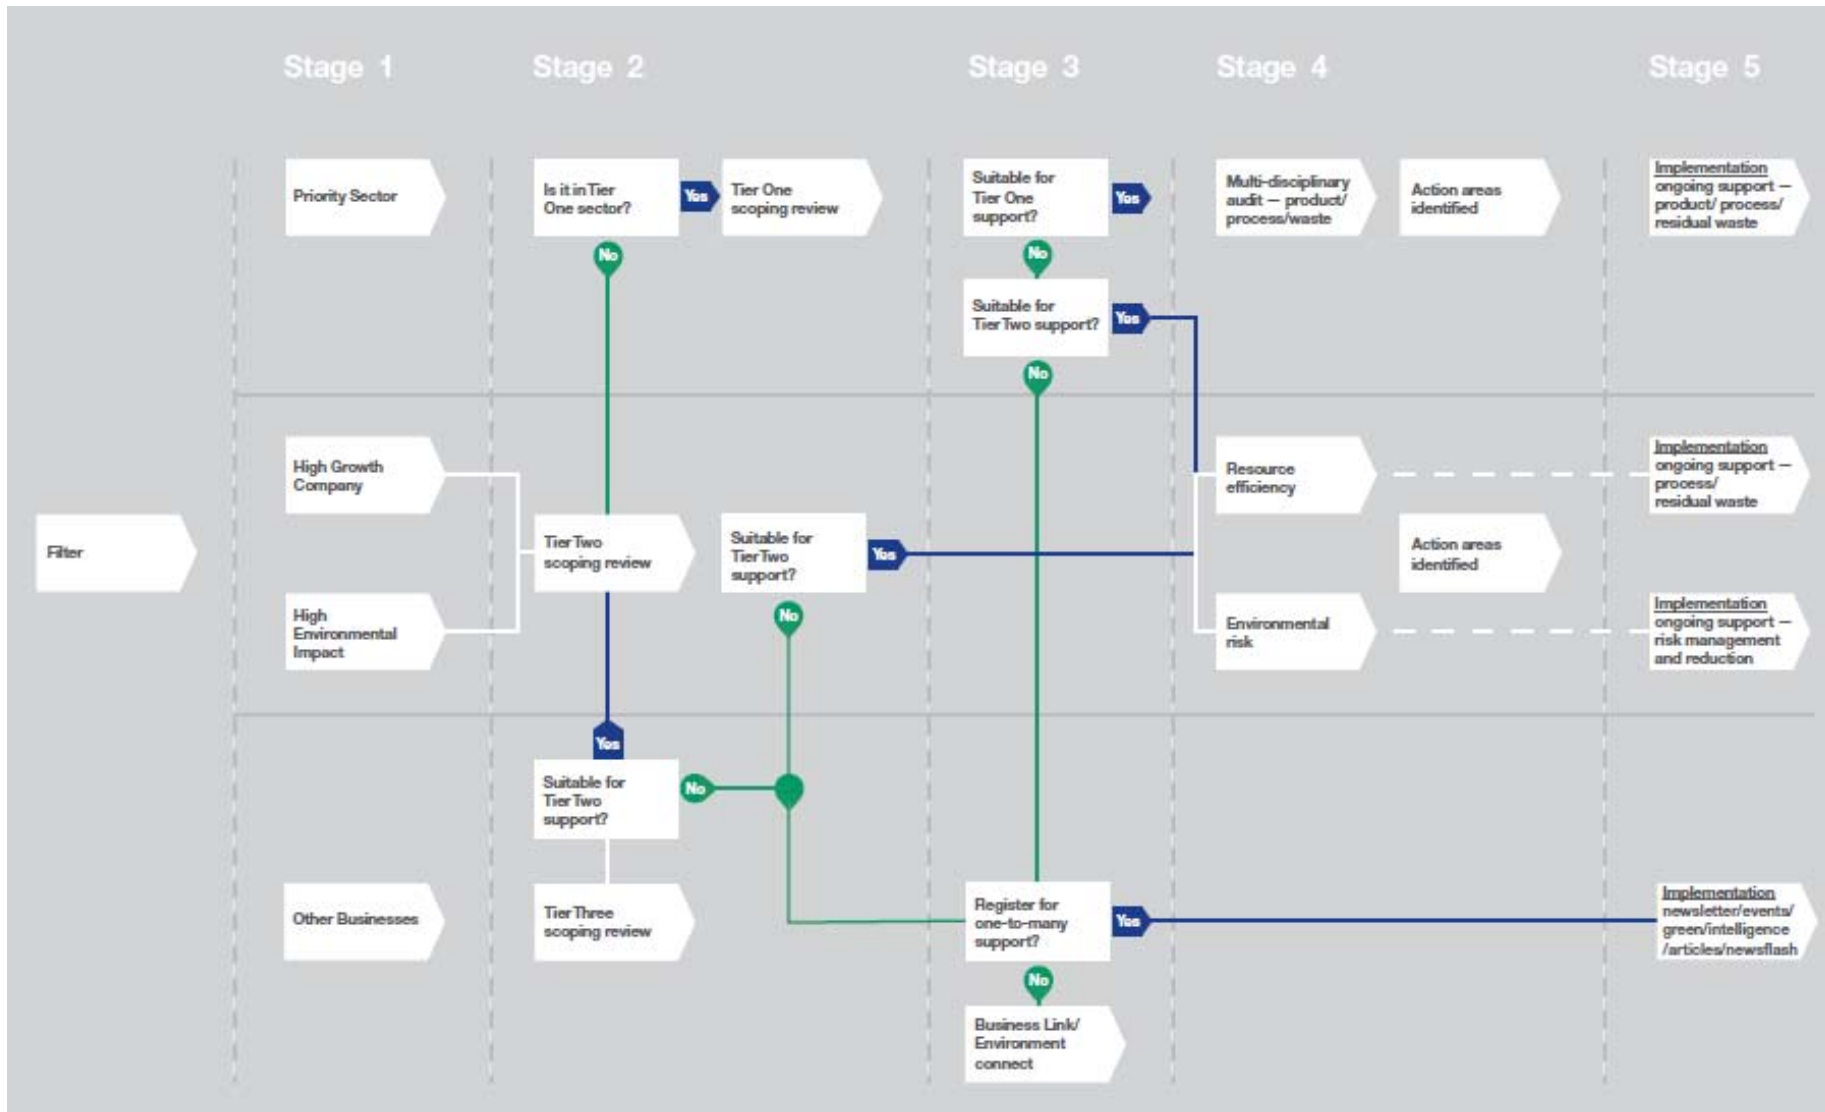 Stage 1
Stage 2
Stage 3
Stage 4
Stage 5
Priority Sector
Is it in Tier
One sector?
Yes
Tier One
scoping review
Suitable for
Tier One
support?
Yes
Multi-disciplinary
audit — product/
process/waste
Action areas
identified
Implementation
ongoing support —
product/ process/
residual waste
No
No
Suitable for
Tier Two support?
Yes
No
High Growth
Company
Resource
efficiency
Implementation
ongoing support —
process/
residual waste
Filter
Tier Two
scoping review
Suitable for
Tier Two
support?
Yes
Action areas
identified
High
Environmental
Impact
No
Environmental
risk
Implementation
ongoing support —
risk management
and reduction
Yes
Suitable for
Tier Two
support?
No
Other Businesses
Tier Three
scoping review
Register for
one-to-many
support?
Yes
Implementation
newsletter/events/
green/intelligence
/articles/newsflash
No
Business Link/
Environment
connect